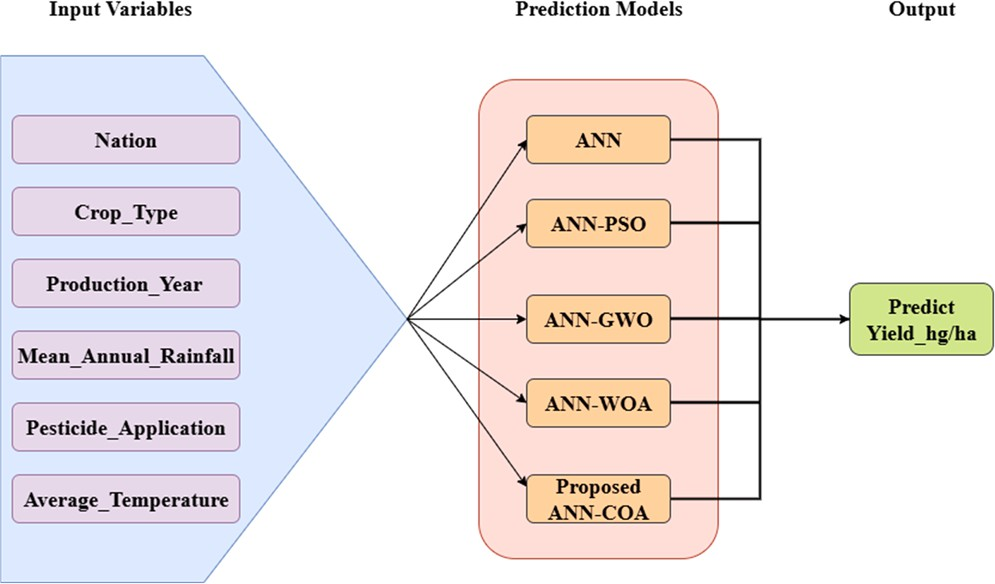 Input Variables
Prediction Models
Output
Nation
Crop_Type
Production_Year
Mean_Annual_Rainfall
Pesticide_Application
Average_Temperature
ANN
ANN-PSO
ANN-GWO
ANN-WOA
Proposed
ANN-COA
Predict
Yield_hg/ha